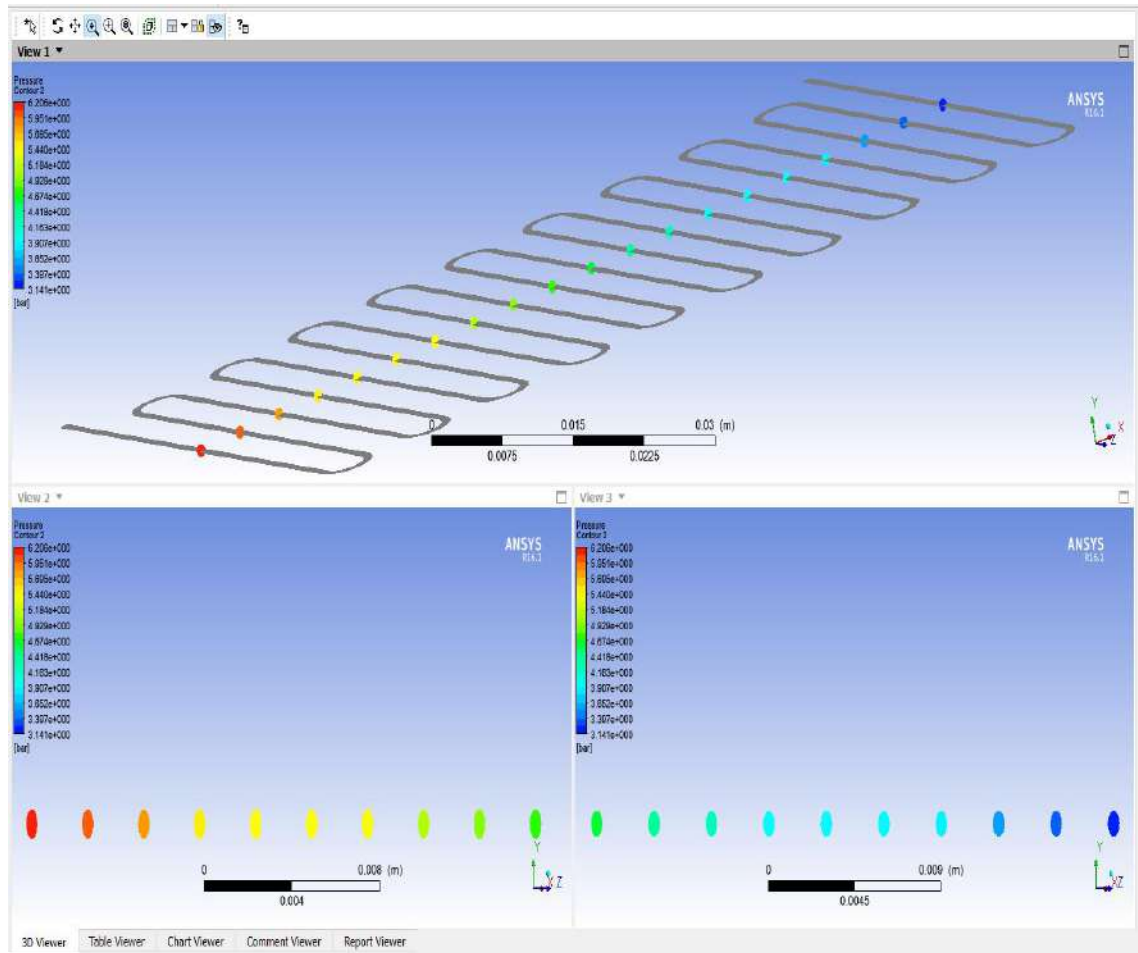 View 1
Pressure
Contour 2
6.206e+000
5.951e+000
5.695e+000
5.440e+000
5.184e+000
4.929e+000
4.674e+000
4.418e+000
4.163e+000
3.907e+000
3.652e+000
3.397e+000
3.141e+000
[bar]
ANSYS
R16.1
0 0.015 0.03 (m)
0.0075 0.0225
Y
X
Z
View 2
Pressure
Contour 2
6.206e+000
5.951e+000
5.695e+000
5.440e+000
5.184e+000
4.929e+000
4.674e+000
4.418e+000
4.163e+000
3.907e+000
3.652e+000
3.397e+000
3.141e+000
[bar]
ANSYS
R16.1
0 0.008 (m)
0.004
Y
X Z
View 3
Pressure
Contour 2
6.206e+000
5.951e+000
5.695e+000
5.440e+000
5.184e+000
4.929e+000
4.674e+000
4.418e+000
4.163e+000
3.907e+000
3.652e+000
3.397e+000
3.141e+000
[bar]
ANSYS
R16.1
0 0.009 (m)
0.0045
Y
XZ
3D Viewer Table Viewer Chart Viewer Comment Viewer Report Viewer